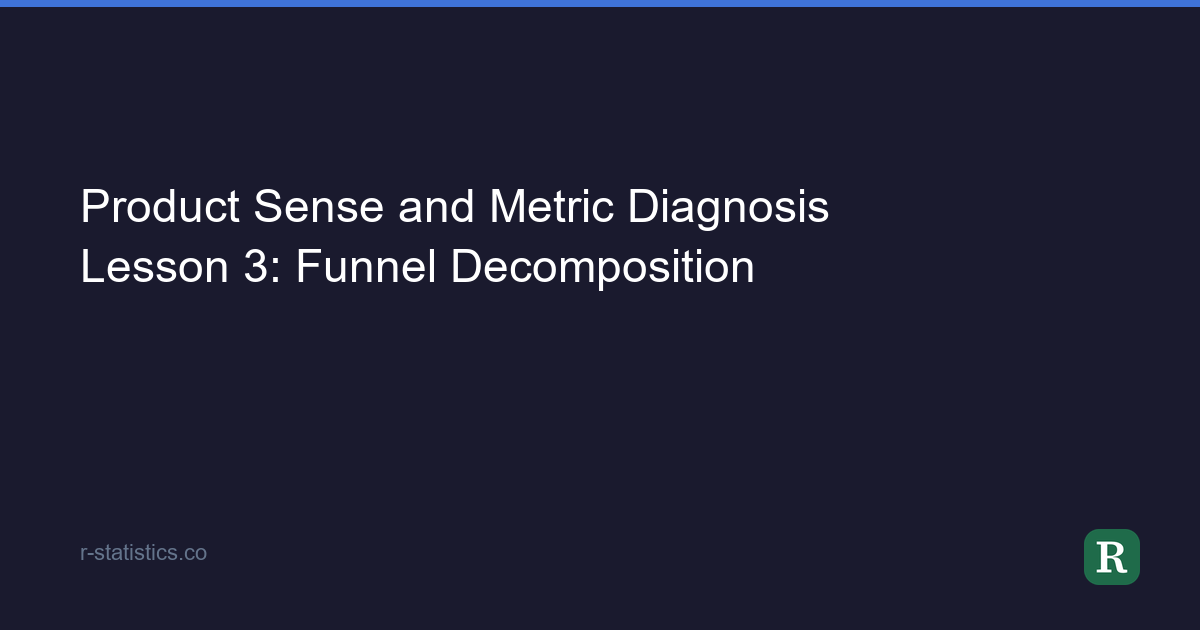 Product Sense and Metric Diagnosis
Lesson 3: Funnel Decomposition
r-statistics.co
R